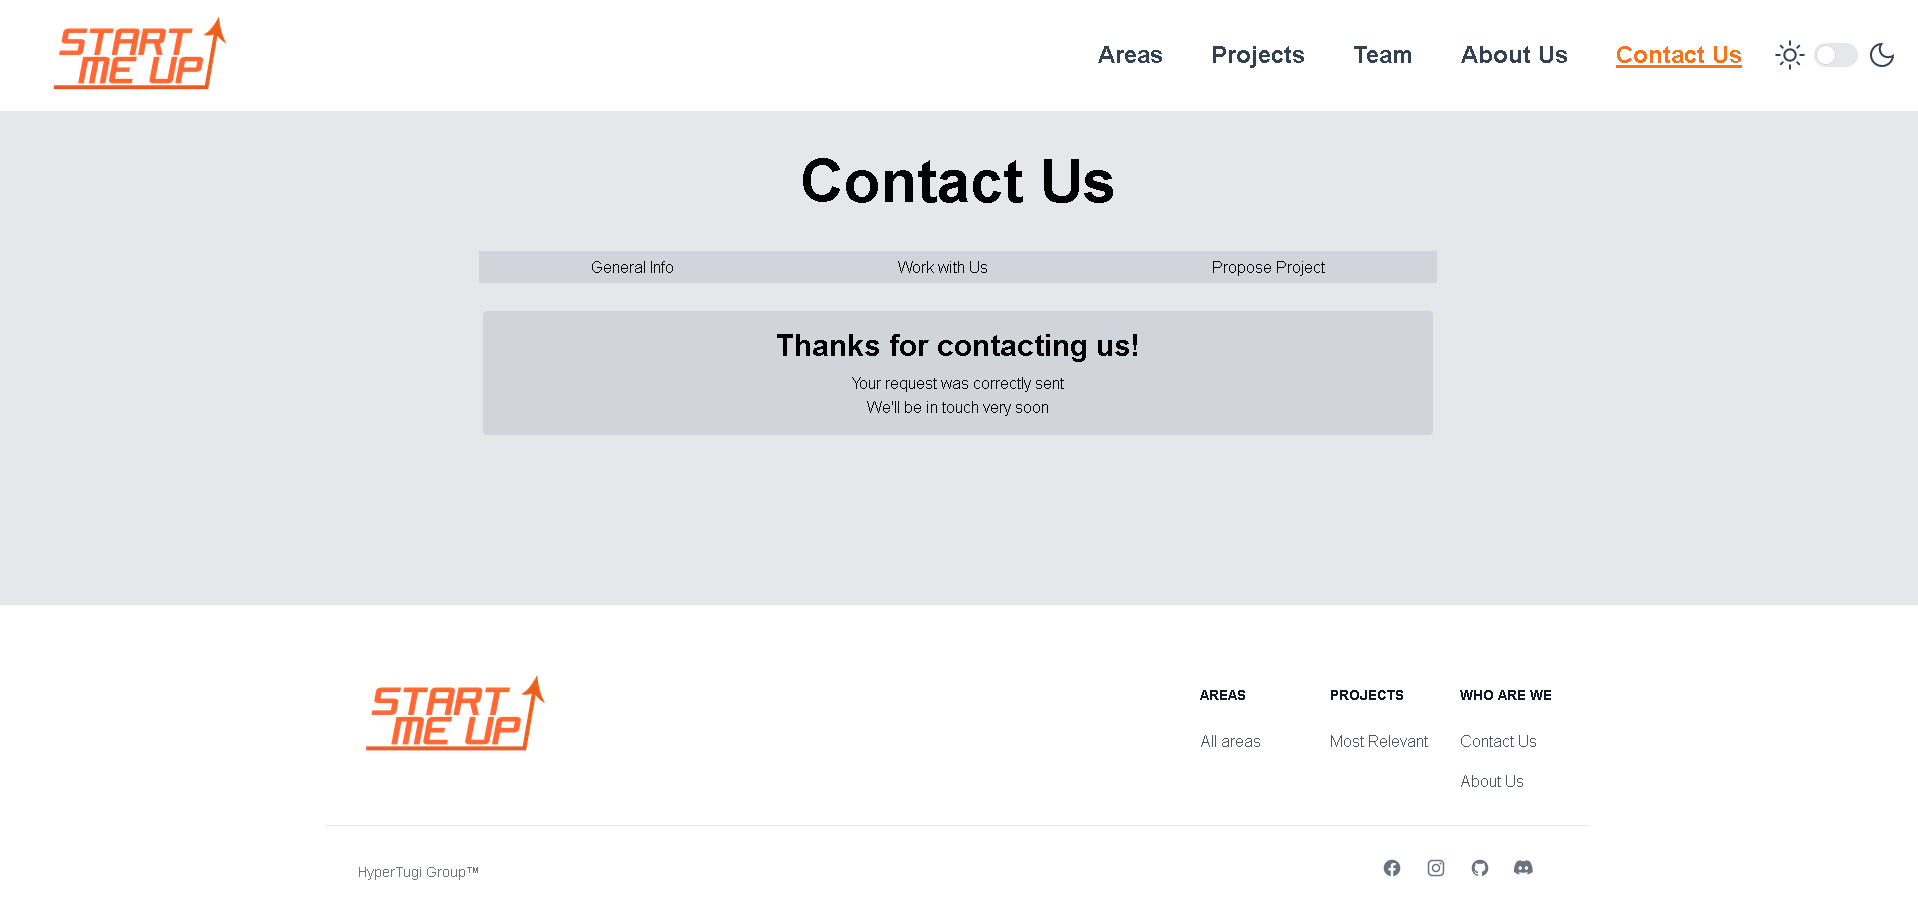 START
ME UP
Areas Projects Team About Us Contact Us
Contact Us
General Info Work with Us Propose Project
Thanks for contacting us!
Your request was correctly sent
We'll be in touch very soon
START
ME UP
AREAS PROJECTS WHO ARE WE
All areas Most Relevant Contact Us
About Us
HyperTugi Group™